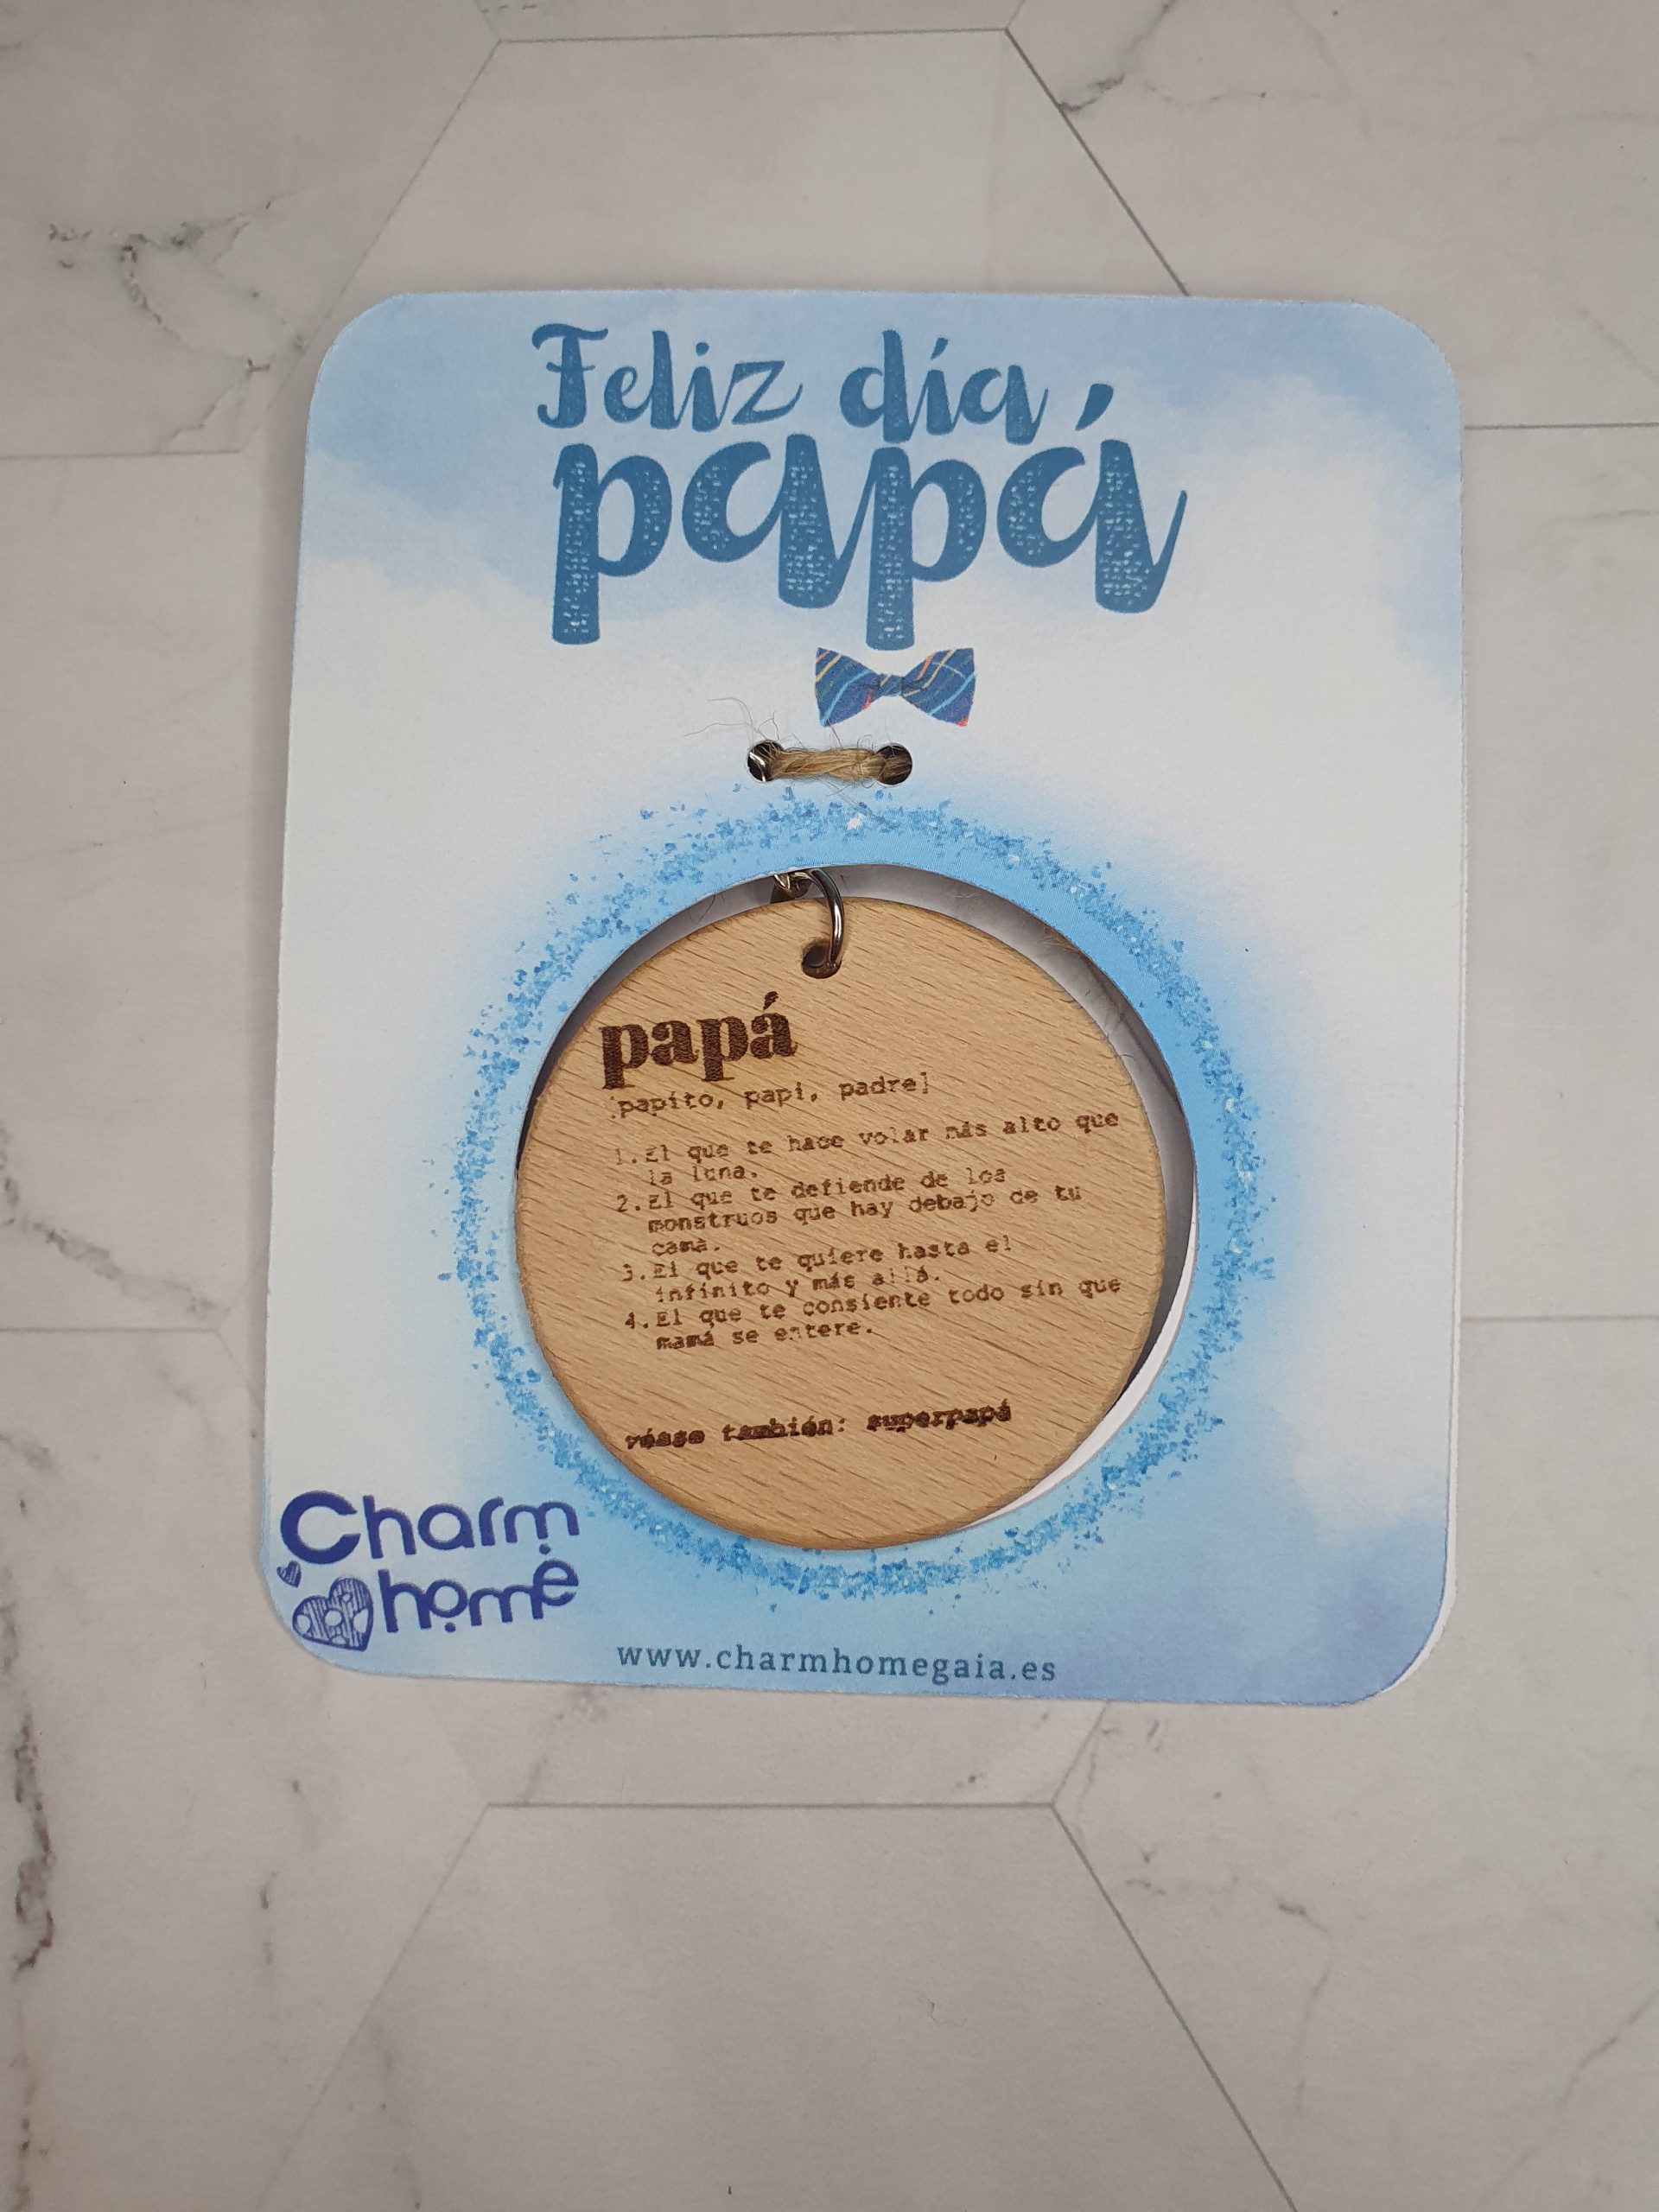 Feliz día
papá
papá
[papito, papi, padre]
1.El que te hace volar más alto que
la luna.
2.El que te defiende de los
monstruos que hay debajo de tu
cama.
3.El que te quiere hasta el
infinito y más allá.
4.El que te consiente todo sin que
mamá se entere.
véase también: superpapá
Charm
home
www.charmhomegaia.es